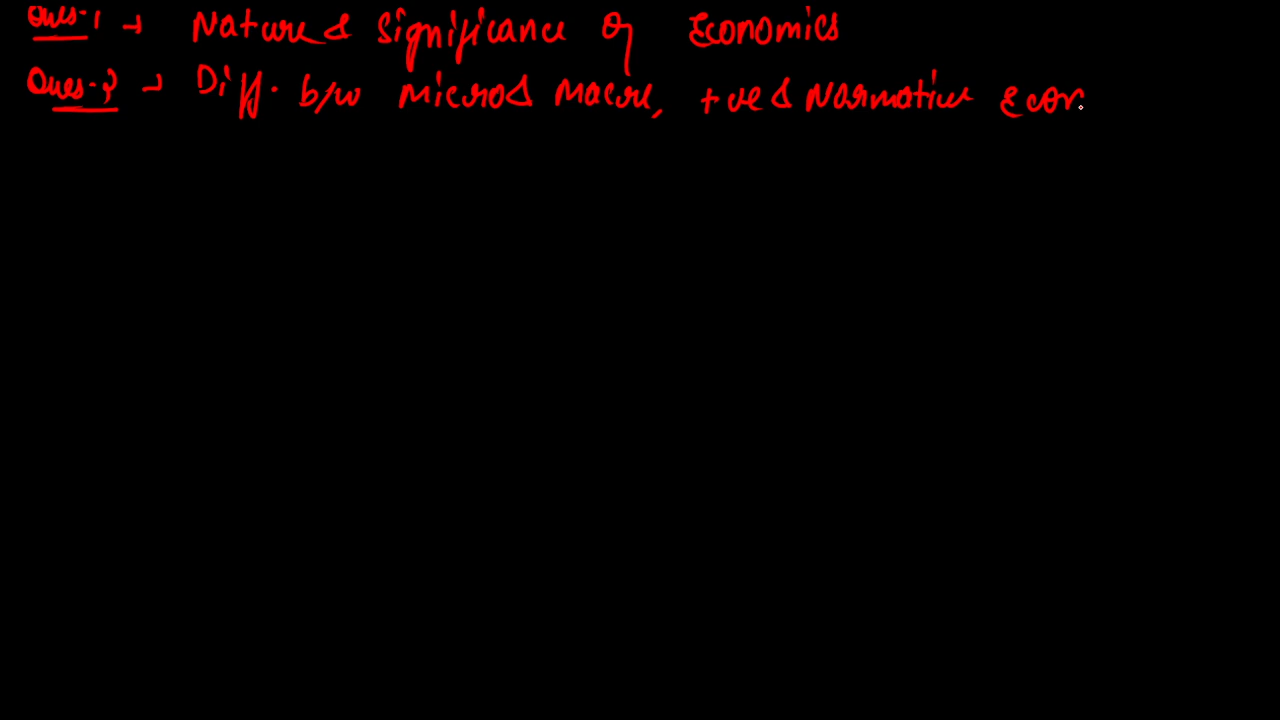 Ques-1 → Nature & Significance of Economics
Ques-2 → Diff. b/w micro & Macro, +ve & Normative Econ